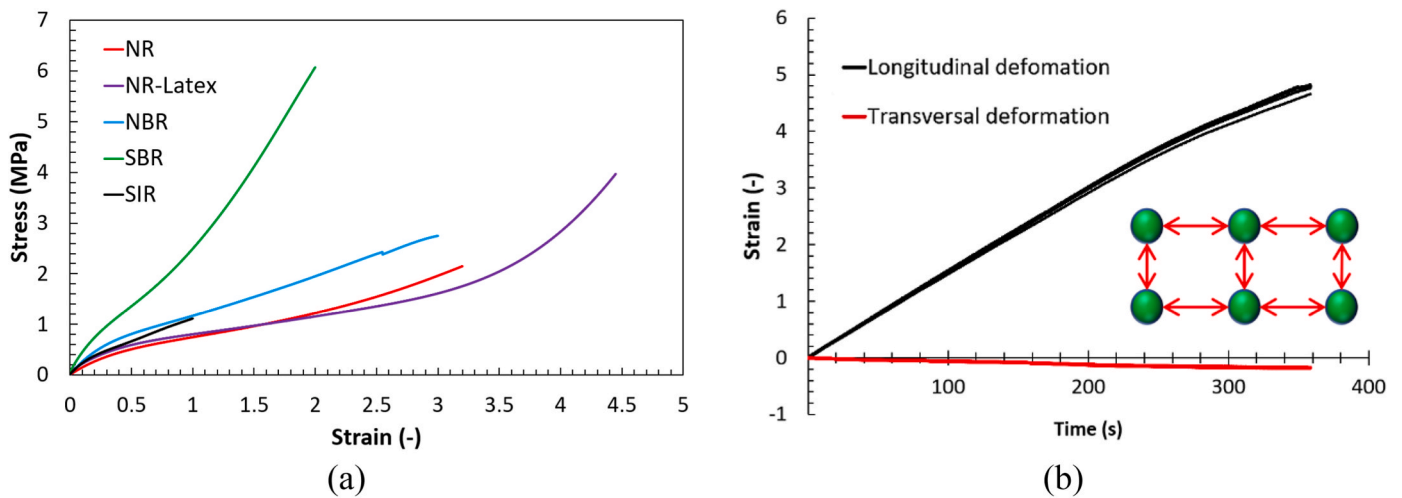 7
6
5
4
3
2
1
0
Stress (MPa)
NR
NR-Latex
NBR
SBR
SIR
0 0.5 1 1.5 2 2.5 3 3.5 4 4.5 5
Strain (-)
(a)
6
5
4
3
2
1
0
-1
Strain (-)
Longitudinal defomation
Transversal deformation
100 200 300 400
Time (s)
(b)